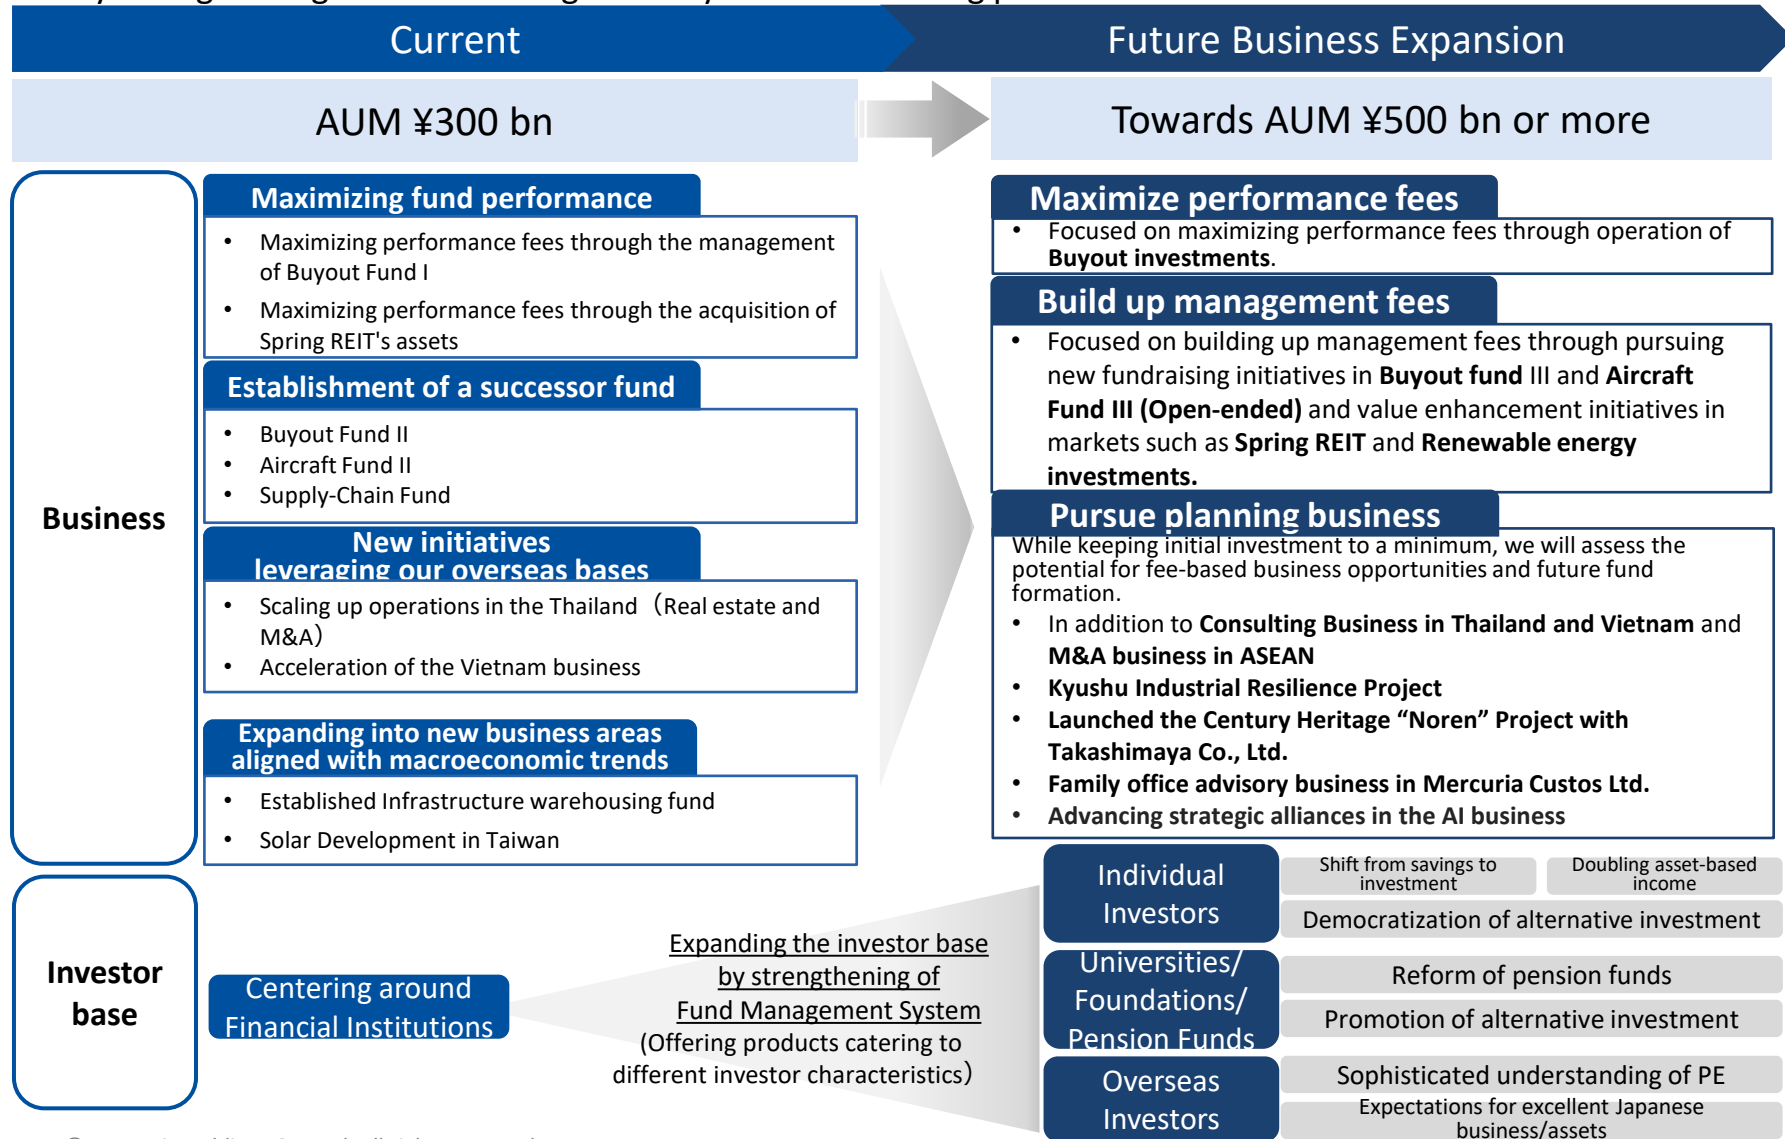 Current
Future Business Expansion
AUM ¥300 bn
Towards AUM ¥500 bn or more
Business
Maximizing fund performance
• Maximizing performance fees through the management
of Buyout Fund I
• Maximizing performance fees through the acquisition of
Spring REIT's assets
Establishment of a successor fund
• Buyout Fund II
• Aircraft Fund II
• Supply-Chain Fund
New initiatives
leveraging our overseas bases
• Scaling up operations in the Thailand（Real estate and
M&A）
• Acceleration of the Vietnam business
Expanding into new business areas
aligned with macroeconomic trends
• Established Infrastructure warehousing fund
• Solar Development in Taiwan
Maximize performance fees
• Focused on maximizing performance fees through operation of
Buyout investments.
Build up management fees
• Focused on building up management fees through pursuing
new fundraising initiatives in Buyout fund III and Aircraft
Fund III (Open-ended) and value enhancement initiatives in
markets such as Spring REIT and Renewable energy
investments.
Pursue planning business
While keeping initial investment to a minimum, we will assess the
potential for fee-based business opportunities and future fund
formation.
• In addition to Consulting Business in Thailand and Vietnam and
M&A business in ASEAN
• Kyushu Industrial Resilience Project
• Launched the Century Heritage “Noren” Project with
Takashimaya Co., Ltd.
• Family office advisory business in Mercuria Custos Ltd.
• Advancing strategic alliances in the AI business
Investor
base
Centering around
Financial Institutions
Expanding the investor base
by strengthening of
Fund Management System
(Offering products catering to
different investor characteristics）
Individual
Investors
Shift from savings to
investment
Doubling asset-based
income
Democratization of alternative investment
Universities/
Foundations/
Pension Funds
Reform of pension funds
Promotion of alternative investment
Overseas
Investors
Sophisticated understanding of PE
Expectations for excellent Japanese
business/assets